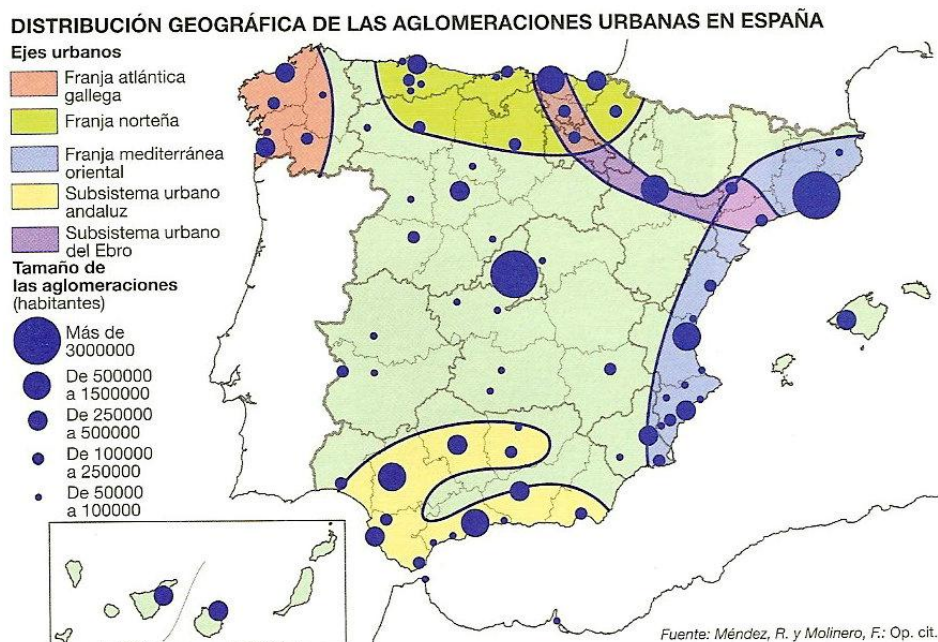 DISTRIBUCIÓN GEOGRÁFICA DE LAS AGLOMERACIONES URBANAS EN ESPAÑA
Ejes urbanos
Franja atlántica
gallega
Franja norteña
Franja mediterránea
oriental
Subsistema urbano
andaluz
Subsistema urbano
del Ebro
Tamaño de
las aglomeraciones
(habitantes)
Más de
3000000
De 500000
a 1500000
De 250000
a 500000
De 100000
a 250000
De 50000
a 100000
Fuente: Méndez, R. y Molinero, F.: Op. cit.